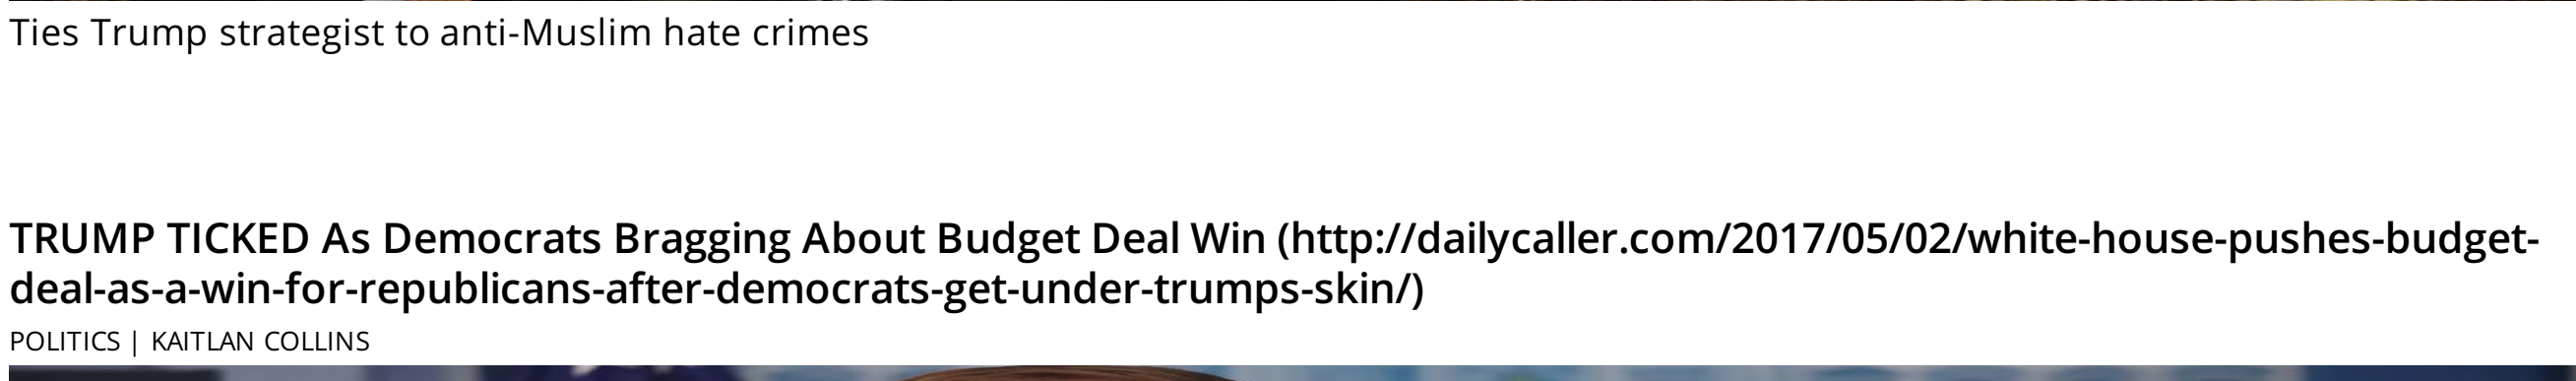 Ties Trump strategist to anti-Muslim hate crimes
TRUMP TICKED As Democrats Bragging About Budget Deal Win (http://dailycaller.com/2017/05/02/white-house-pushes-budget-
deal-as-a-win-for-republicans-after-democrats-get-under-trumps-skin/)
POLITICS | KAITLAN COLLINS